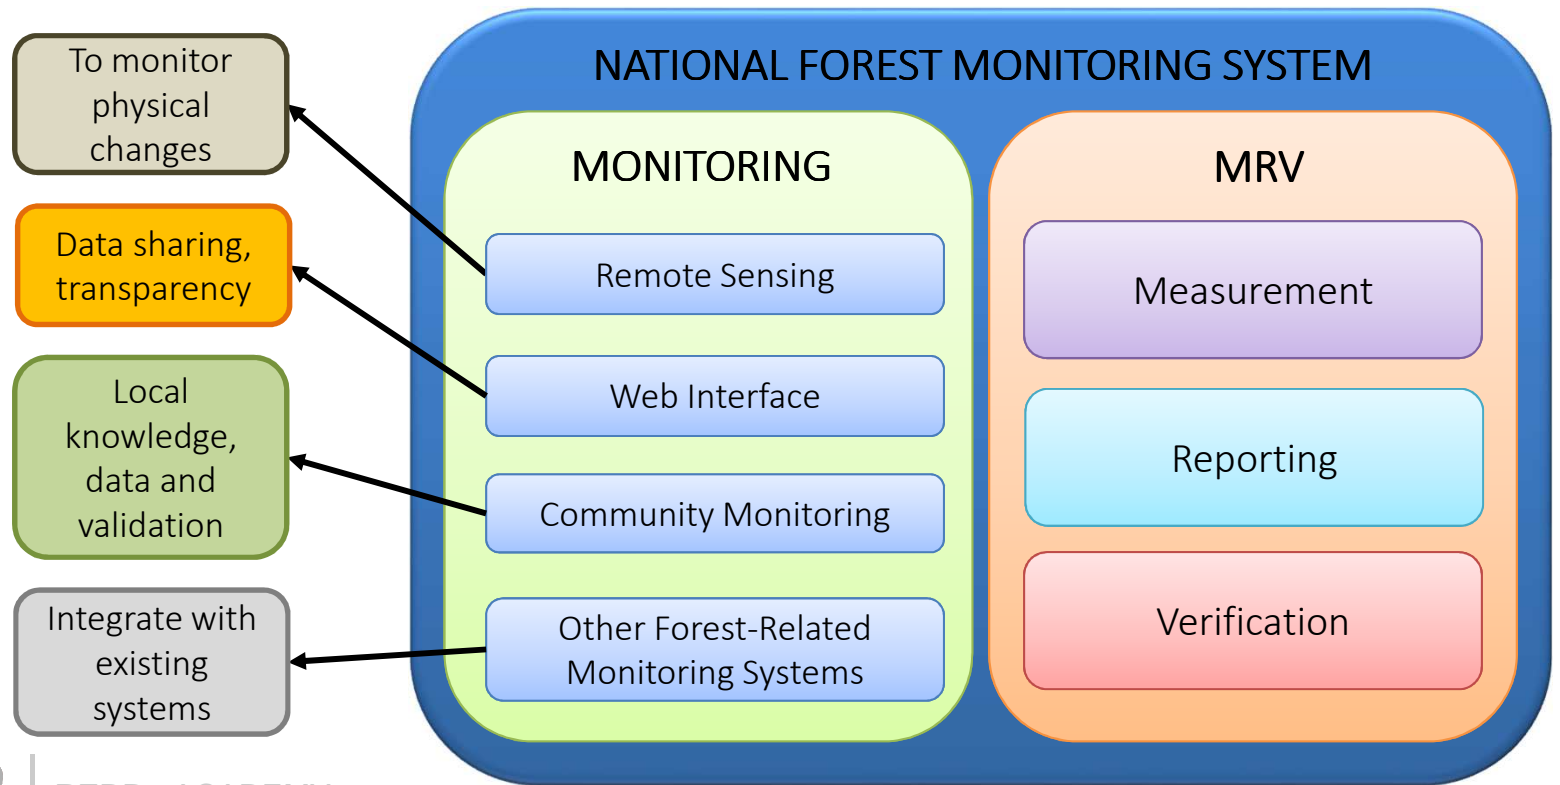 NATIONAL FOREST MONITORING SYSTEM
To monitor
physical
changes
Data sharing,
transparency
Local
knowledge,
data and
validation
Integrate with
existing
systems
MONITORING
Remote Sensing
Web Interface
Community Monitoring
Other Forest-Related
Monitoring Systems
MRV
Measurement
Reporting
Verification